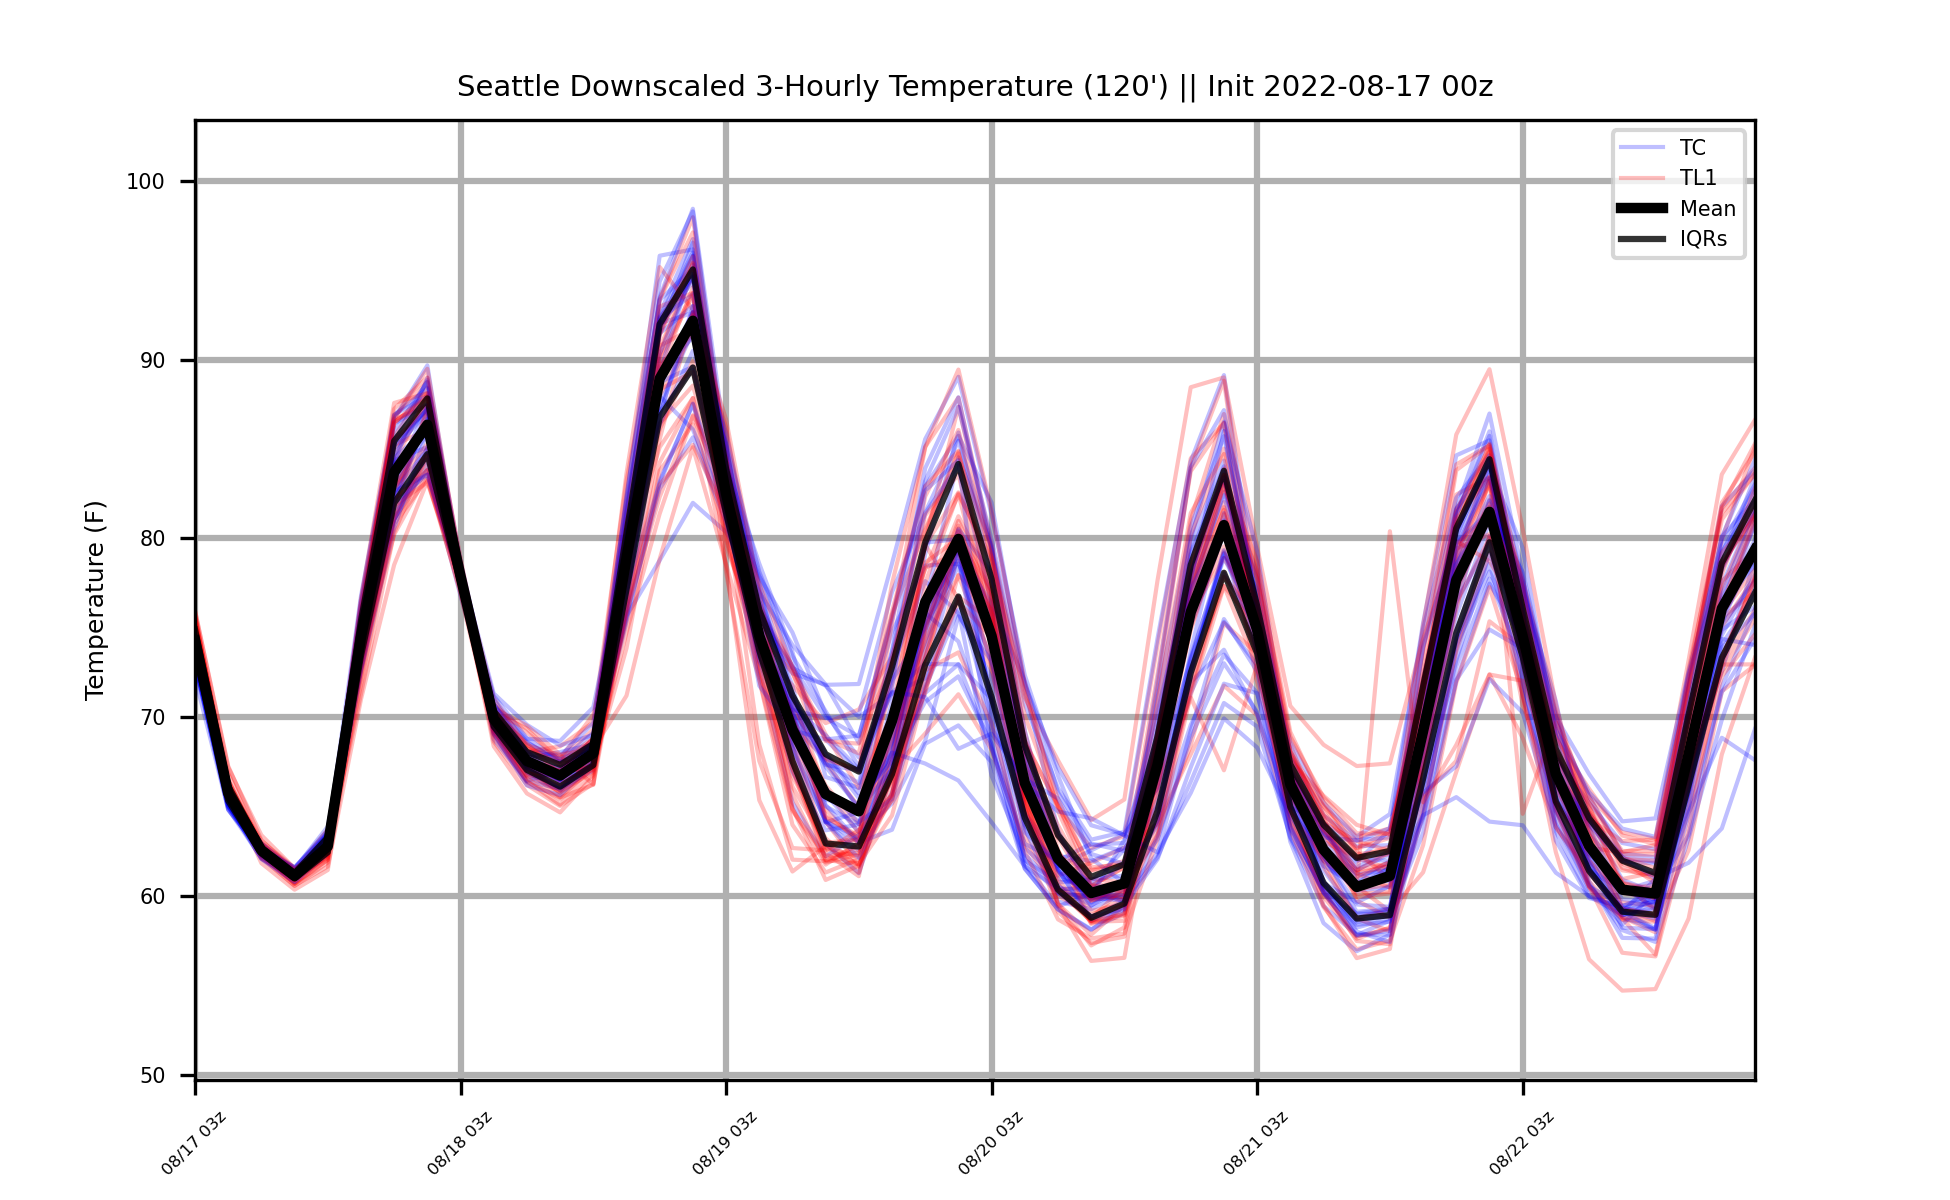 Seattle Downscaled 3-Hourly Temperature (120') || Init 2022-08-17 00z
TC
TL1
Mean
IQRs
Temperature (F)
100
90
80
70
60
50
08/17 03z
08/18 03z
08/19 03z
08/20 03z
08/21 03z
08/22 03z